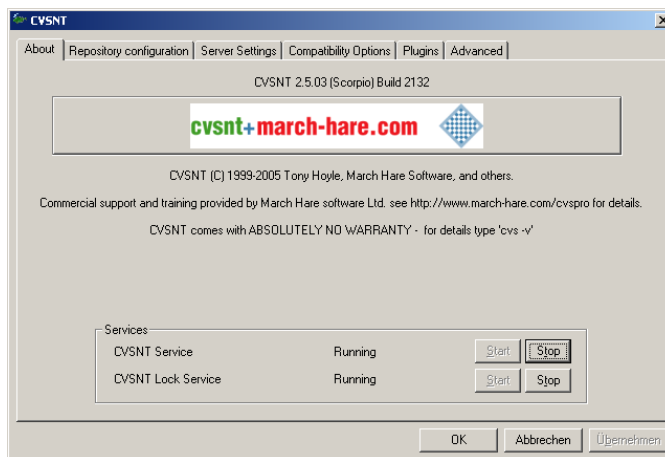 CVSNT
About Repository configuration Server Settings Compatibility Options Plugins Advanced
CVSNT 2.5.03 (Scorpio) Build 2132
cvsnt+march-hare.com
CVSNT (C) 1999-2005 Tony Hoyle, March Hare Software, and others.
Commercial support and training provided by March Hare software Ltd. see http://www.march-hare.com/cvspro for details.
CVSNT comes with ABSOLUTELY NO WARRANTY - for details type 'cvs -v'
Services
CVSNT Service Running Start Stop
CVSNT Lock Service Running Start Stop
OK Abbrechen Übernehmen